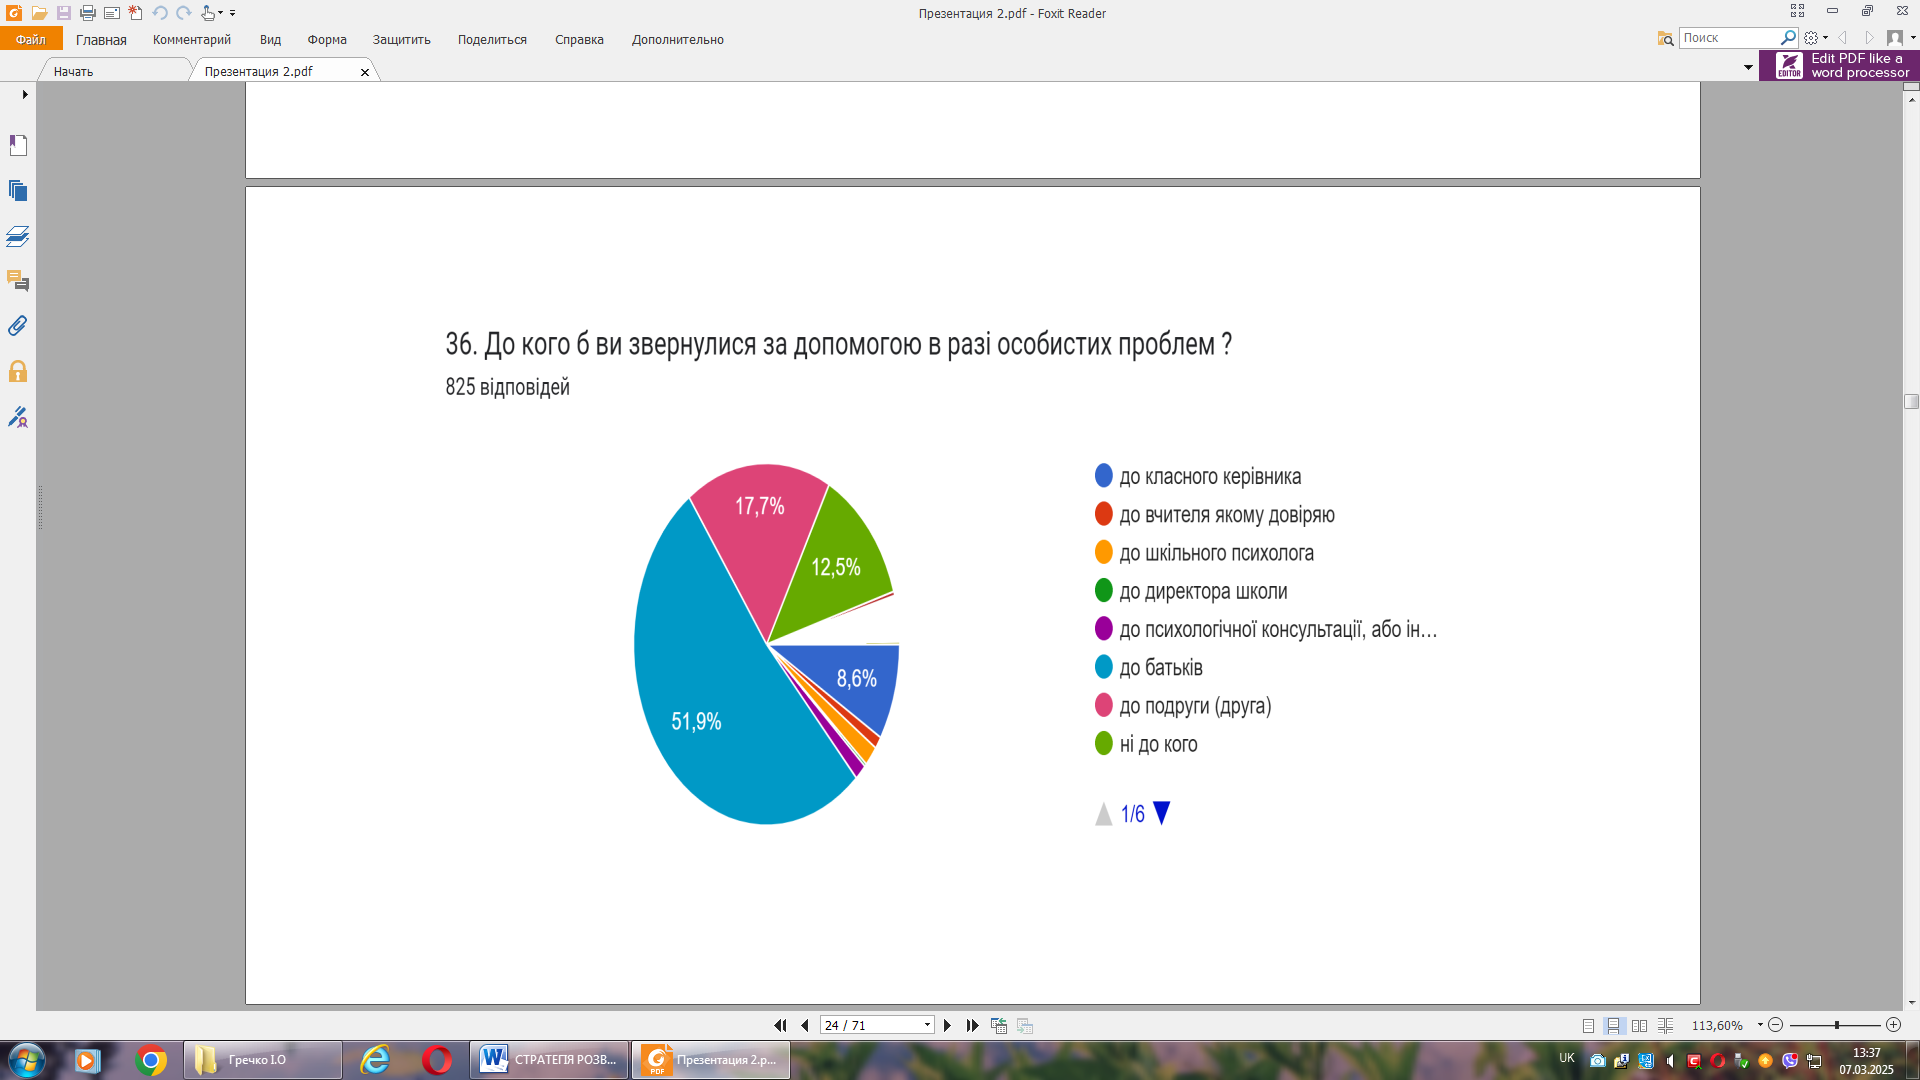 Презентация 2.pdf - Foxit Reader
Файл
Главная
Комментарий
Вид
Форма
Защитить
Поделиться
Справка
Дополнительно
Поиск
Начать
Презентация 2.pdf
EDITOR
Edit PDF like a
word processor
36. До кого б ви звернулися за допомогою в разі особистих проблем ?
825 відповідей
17,7%
12,5%
8,6%
51,9%
до класного керівника
до вчителя якому довіряю
до шкільного психолога
до директора школи
до психологічної консультації, або ін...
до батьків
до подруги (друга)
ні до кого
1/6
24 / 71
113,60%
Гречко І.О
СТРАТЕГІЯ РОЗВ...
PDF
Презентация 2.p...
UK
13:37
07.03.2025